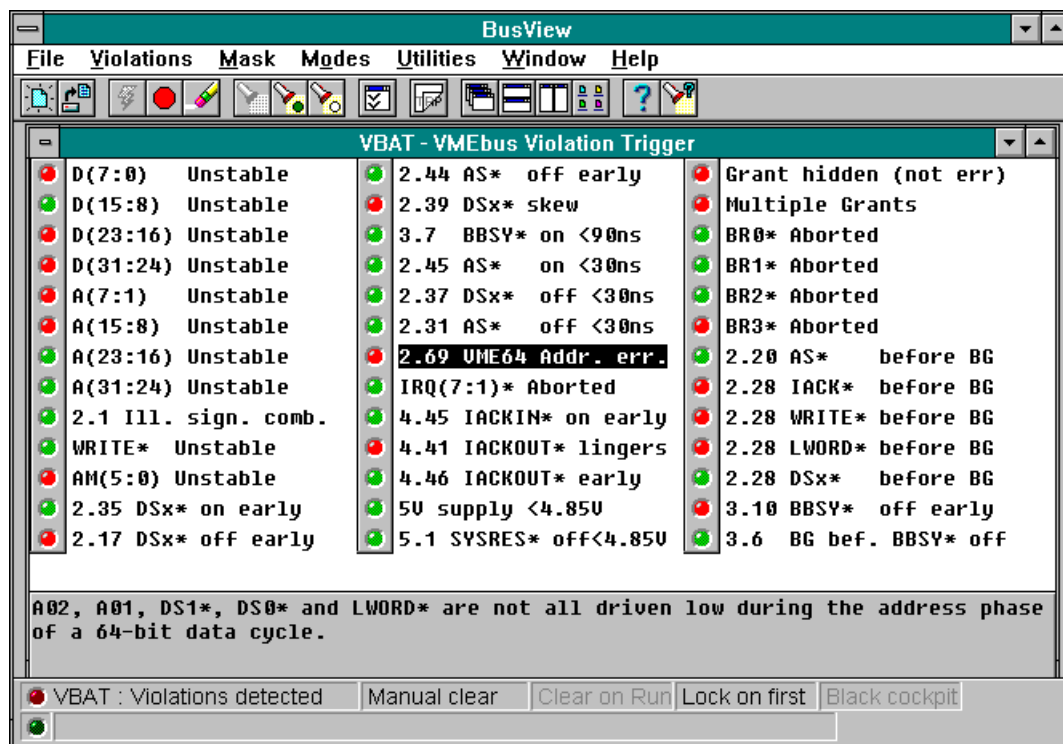 BusView
File Violations Mask Modes Utilities Window Help
VBAT - VMEbus Violation Trigger
D(7:0) Unstable
D(15:8) Unstable
D(23:16) Unstable
D(31:24) Unstable
A(7:1) Unstable
A(15:8) Unstable
A(23:16) Unstable
A(31:24) Unstable
2.1 Ill. sign. comb.
WRITE* Unstable
AM(5:0) Unstable
2.35 DSx* on early
2.17 DSx* off early
2.44 AS* off early
2.39 DSx* skew
3.7 BBSY* on <90ns
2.45 AS* on <30ns
2.37 DSx* off <30ns
2.31 AS* off <30ns
2.69 VME64 Addr. err.
IRQ(7:1)* Aborted
4.45 IACKIN* on early
4.41 IACKOUT* lingers
4.46 IACKOUT* early
5V supply <4.85V
5.1 SYSRES* off<4.85V
Grant hidden (not err)
Multiple Grants
BR0* Aborted
BR1* Aborted
BR2* Aborted
BR3* Aborted
2.20 AS* before BG
2.28 IACK* before BG
2.28 WRITE* before BG
2.28 LWORD* before BG
2.28 DSx* before BG
3.10 BBSY* off early
3.6 BG bef. BBSY* off
A02, A01, DS1*, DS0* and LWORD* are not all driven low during the address phase
of a 64-bit data cycle.
VBAT : Violations detected Manual clear Clear on Run Lock on first Black cockpit